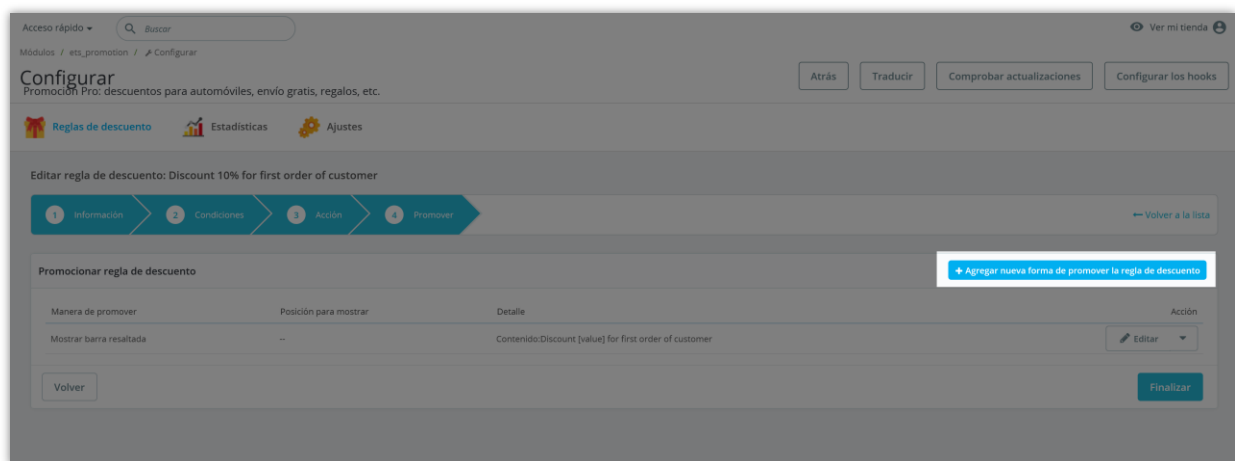 Acceso rápido
Buscar
Ver mi tienda
Módulos / ets_promotion / Configurar
Configurar
Promoción Pro: descuentos para automóviles, envío gratis, regalos, etc.
Atrás
Traducir
Comprobar actualizaciones
Configurar los hooks
Reglas de descuento
Estadísticas
Ajustes
Editar regla de descuento: Discount 10% for first order of customer
1 Información
2 Condiciones
3 Acción
4 Promover
Volver a la lista
Promocionar regla de descuento
+ Agregar nueva forma de promover la regla de descuento
Manera de promover
Posición para mostrar
Detalle
Acción
Mostrar barra resaltada
--
Contenido:Discount [value] for first order of customer
Editar
Volver
Finalizar